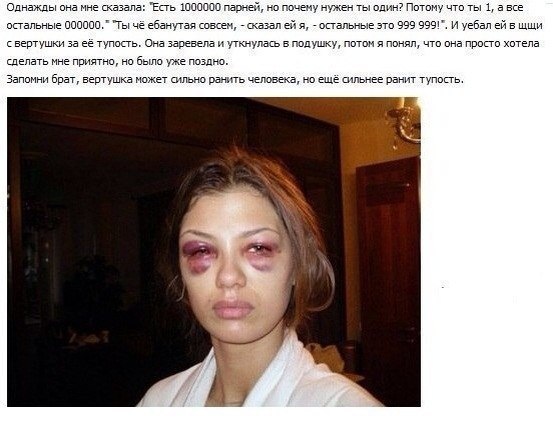 Однажды она мне сказала: "Есть 1000000 парней, но почему нужен ты один? Потому что ты 1, а все
остальные 000000." "Ты чё ебанутая совсем, - сказал ей я, - остальные это 999 999!". И уебал ей в щщи
с вертушки за её тупость. Она заревела и уткнулась в подушку, потом я понял, что она просто хотела
сделать мне приятно, но было уже поздно.
Запомни брат, вертушка может сильно ранить человека, но ещё сильнее ранит тупость.